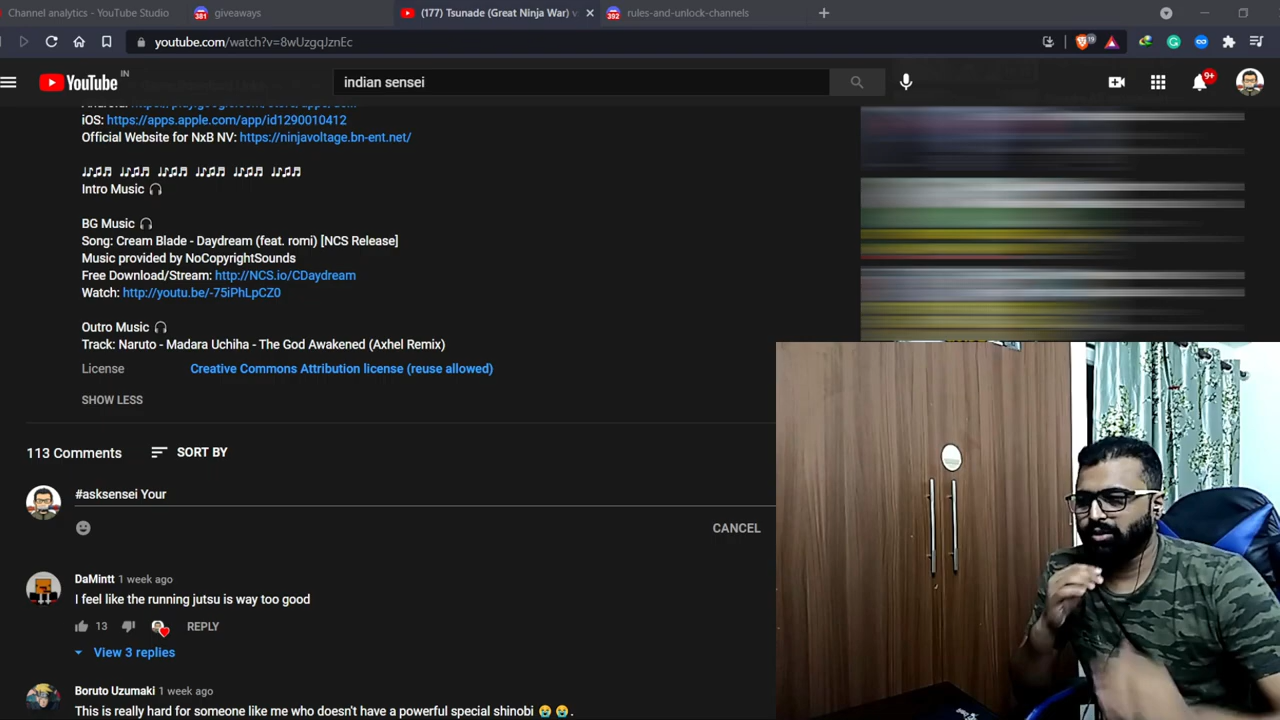 Channel analytics - YouTube Studio
381
giveaways
(177) Tsunade (Great Ninja War)
392
rules-and-unlock-channels
youtube.com/watch?v=8wUzgqJznEc
19
YouTube IN
indian sensei
9+
iOS: https://apps.apple.com/app/id1290010412
Official Website for NxB NV: https://ninjavoltage.bn-ent.net/
Intro Music 🎧
BG Music 🎧
Song: Cream Blade - Daydream (feat. romi) [NCS Release]
Music provided by NoCopyrightSounds
Free Download/Stream: http://NCS.io/CDaydream
Watch: http://youtu.be/-75iPhLpCZ0
Outro Music 🎧
Track: Naruto - Madara Uchiha - The God Awakened (Axhel Remix)
License Creative Commons Attribution license (reuse allowed)
SHOW LESS
113 Comments SORT BY
#asksensei Your
CANCEL
DaMintt 1 week ago
I feel like the running jutsu is way too good
13 REPLY
View 3 replies
Boruto Uzumaki 1 week ago
This is really hard for someone like me who doesn't have a powerful special shinobi 😭 😭.